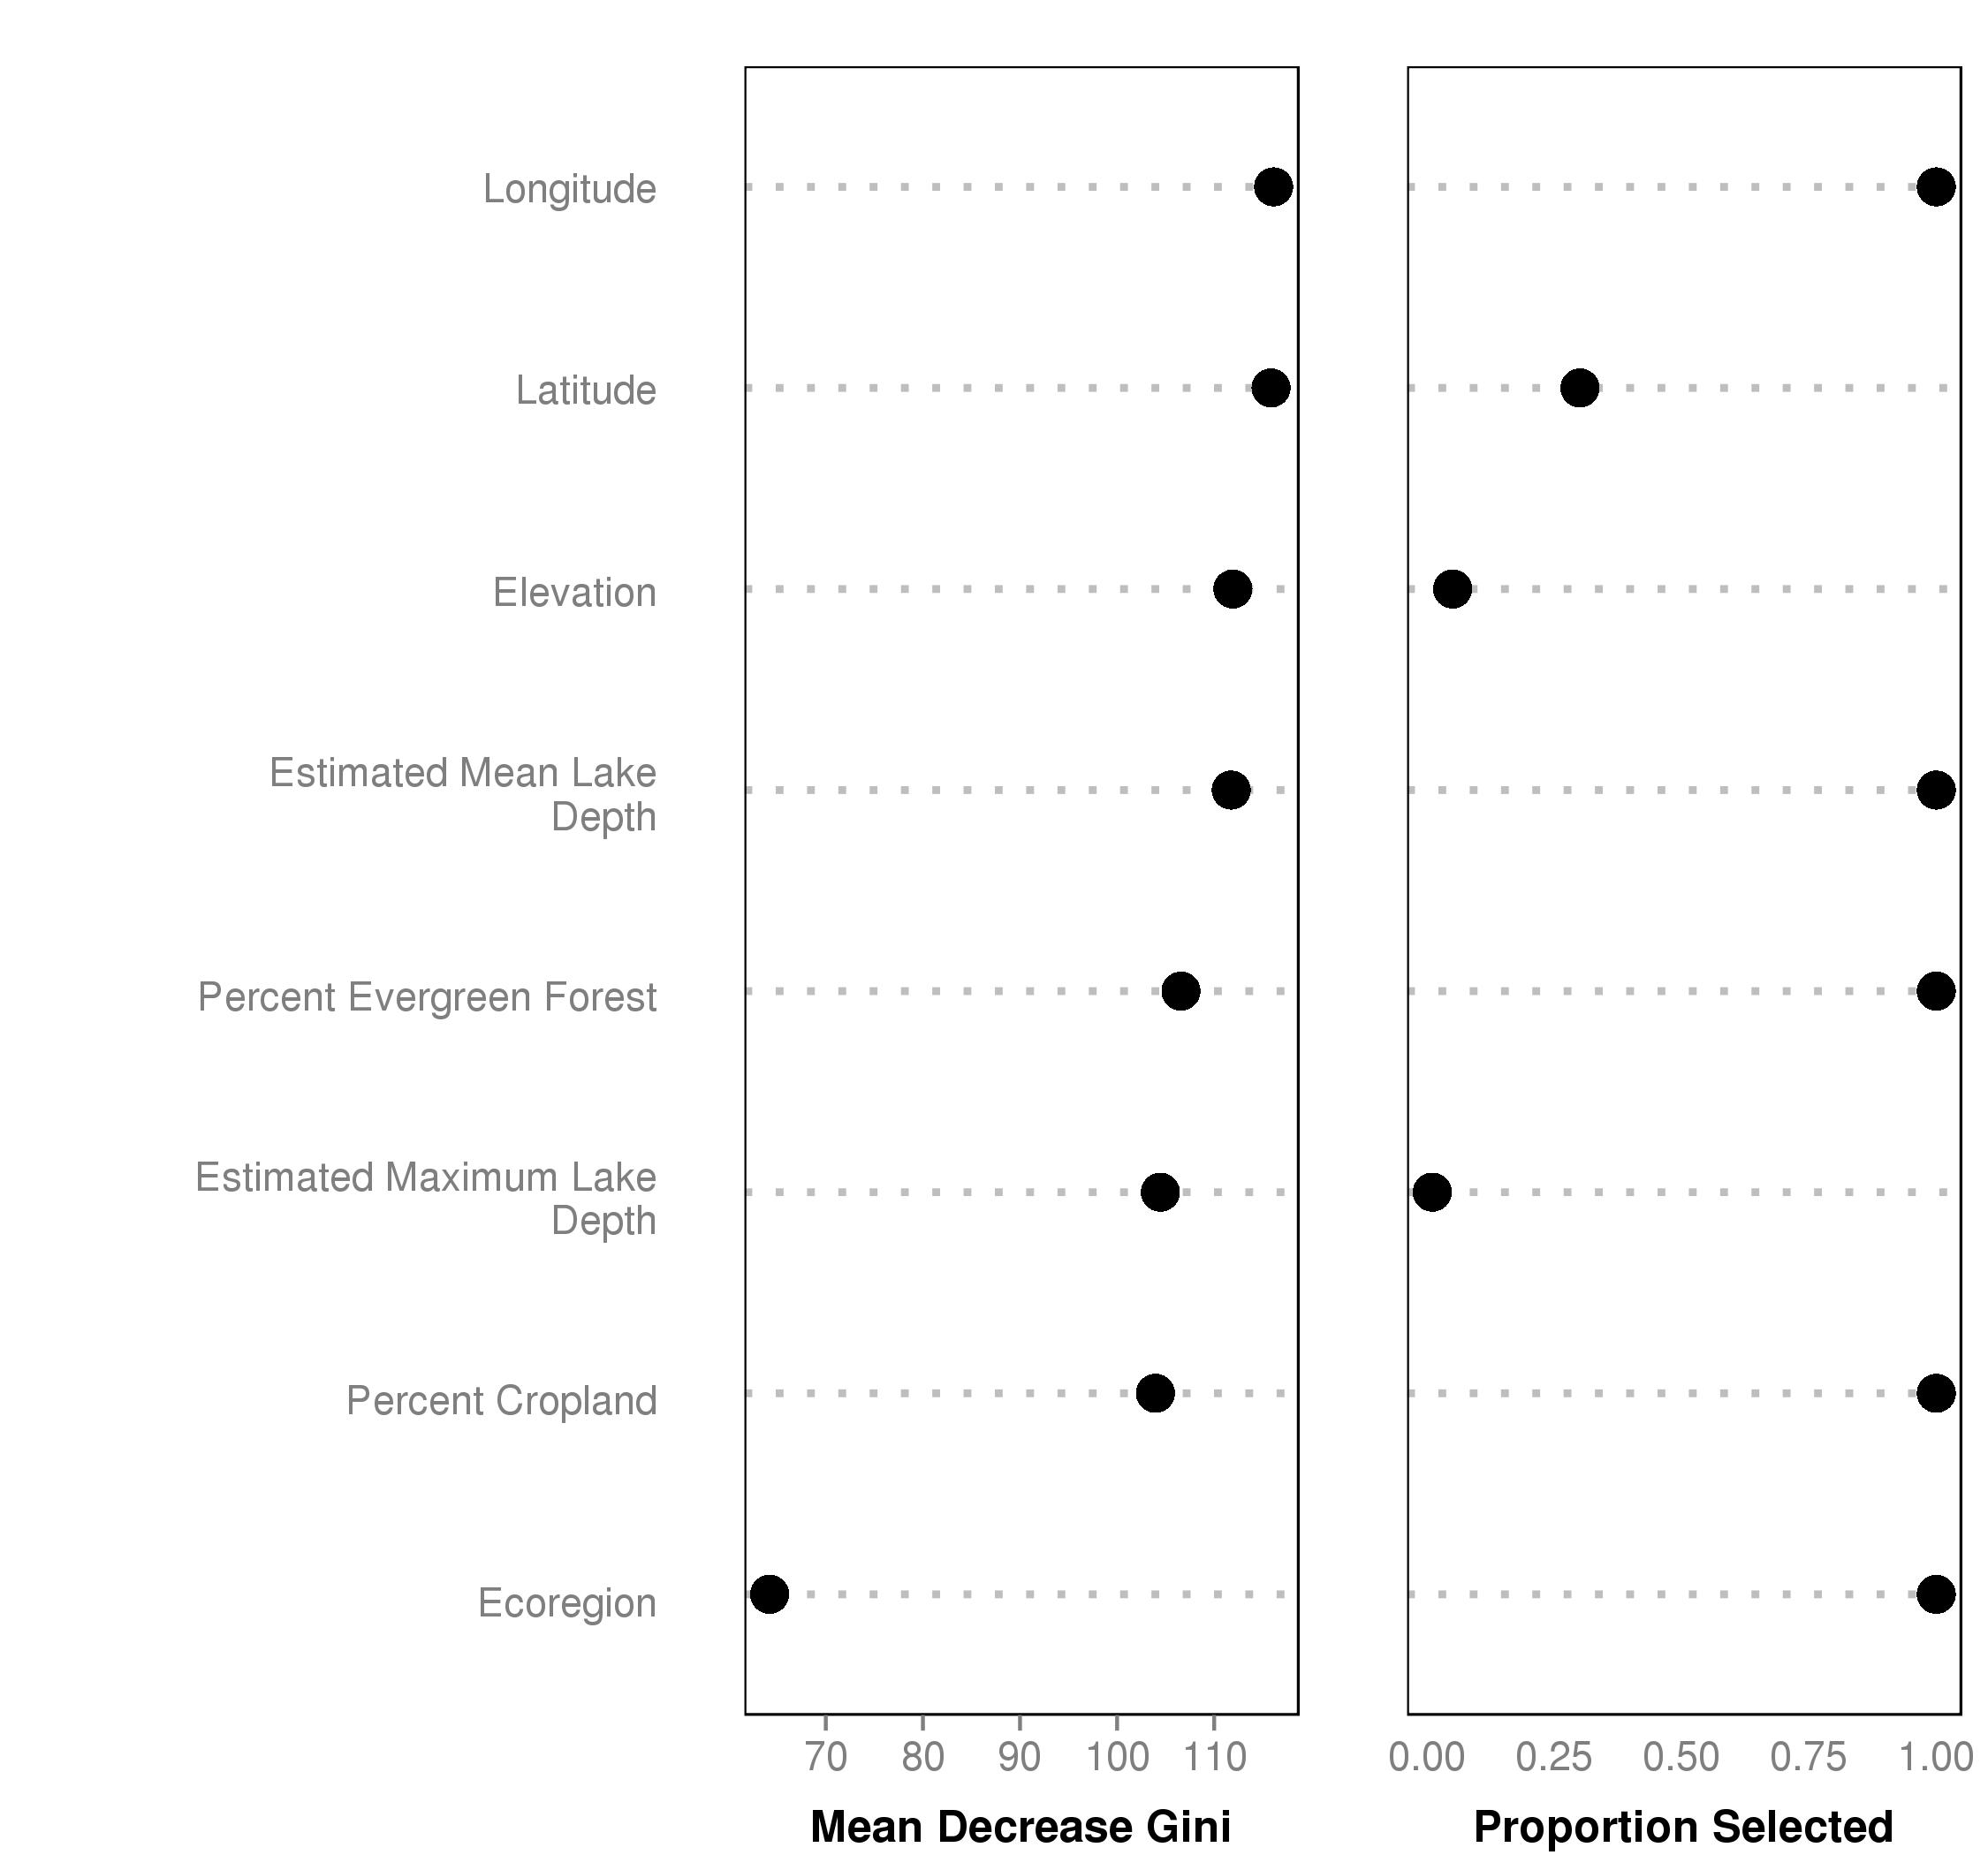 Longitude
Latitude
Elevation
Estimated Mean Lake
Depth
Percent Evergreen Forest
Estimated Maximum Lake
Depth
Percent Cropland
Ecoregion
70 80 90 100 110
0.00 0.25 0.50 0.75 1.00
Mean Decrease Gini
Proportion Selected